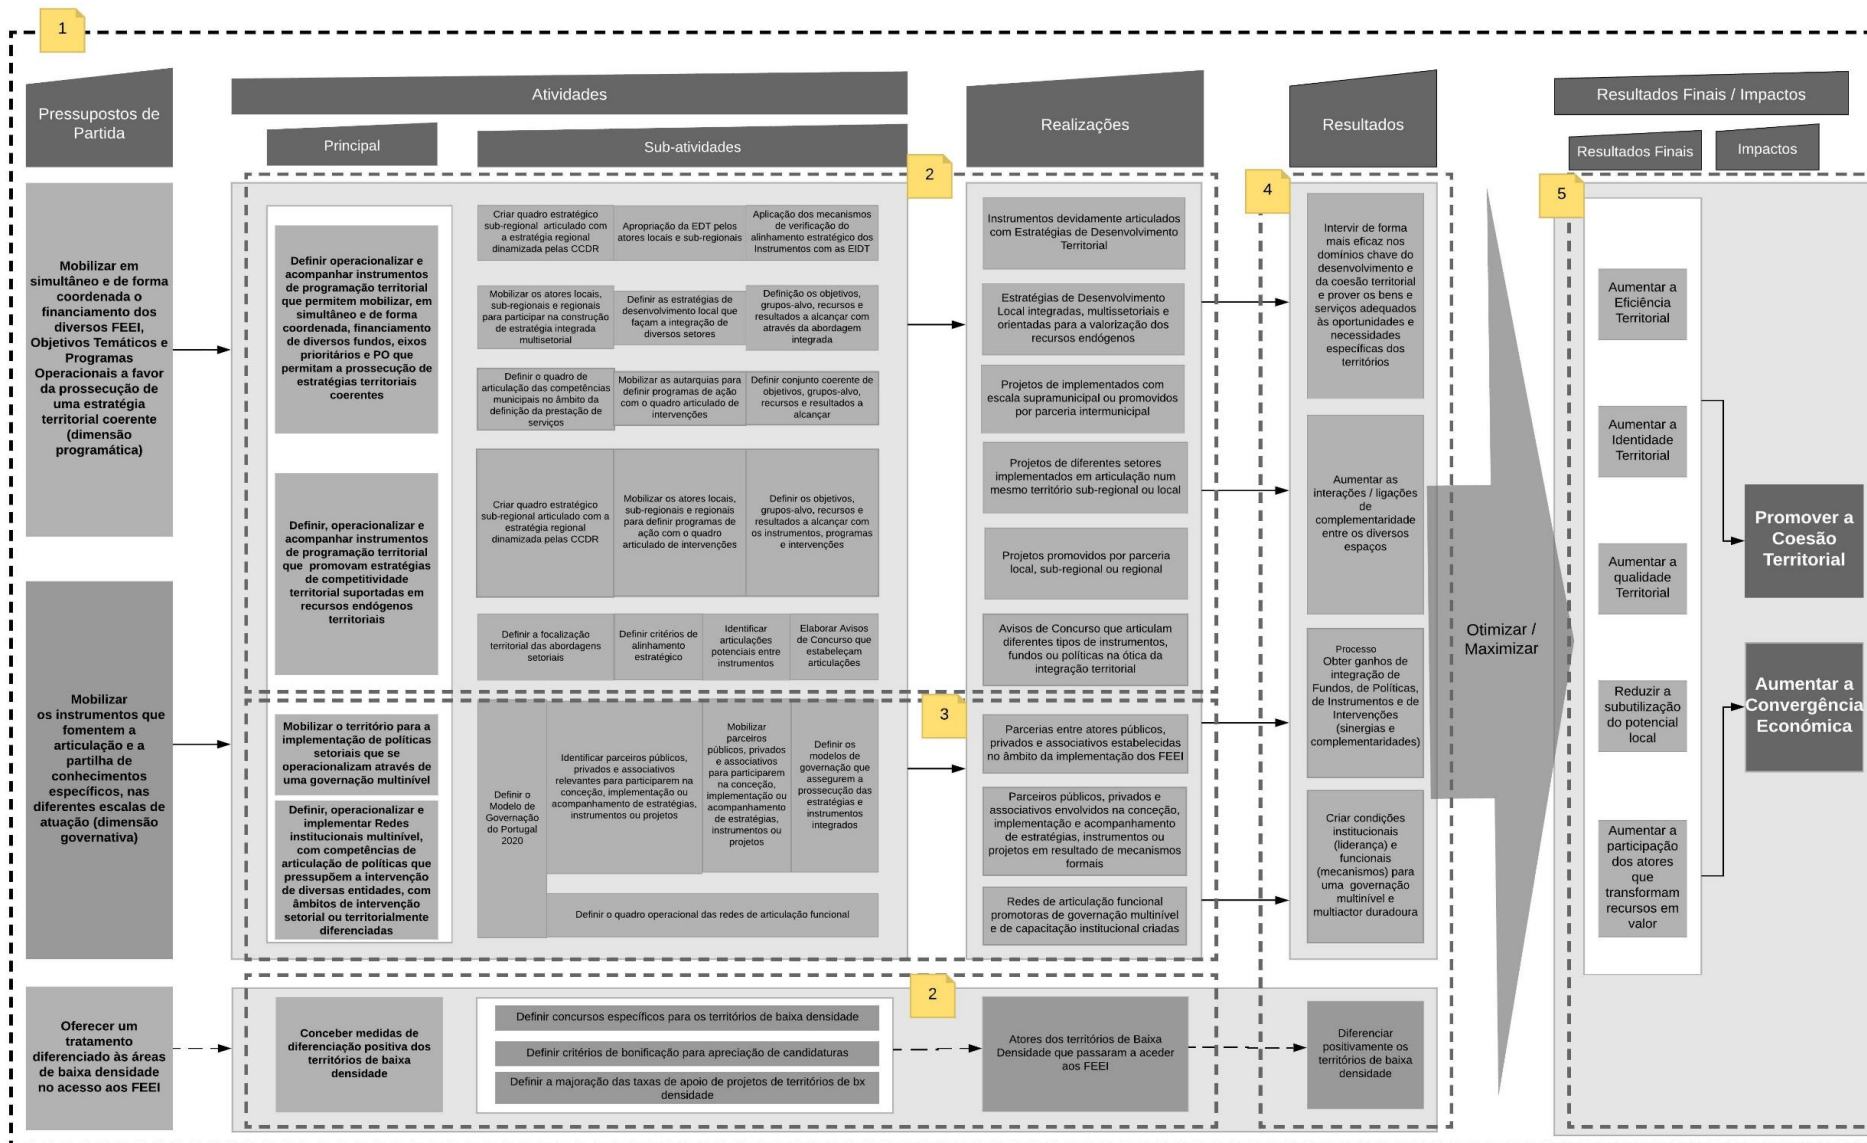 1
Pressupostos de
Partida
Atividades
Principal
Sub-atividades
Realizações
Resultados
Resultados Finais / Impactos
Resultados Finais
Impactos
2
4
5
Mobilizar em
simultâneo e de forma
coordenada o
financiamento dos
diversos FEEI,
Objetivos Temáticos e
Programas
Operacionais a favor
da prossecução de
uma estratégia
territorial coerente
(dimensão
programática)
Mobilizar
os instrumentos que
fomentem a
articulação e a
partilha de
conhecimentos
específicos, nas
diferentes escalas de
atuação (dimensão
governativa)
Oferecer um
tratamento
diferenciado às áreas
de baixa densidade
no acesso aos FEEI
Definir operacionalizar e
acompanhar instrumentos
de programação territorial
que permitem mobilizar, em
simultâneo e de forma
coordenada, financiamento
de diversos fundos, eixos
prioritários e PO que
permitam a prossecução de
estratégias territoriais
coerentes
Definir, operacionalizar e
acompanhar instrumentos
de programação territorial
que  promovam estratégias
de competitividade
territorial suportadas em
recursos endógenos
territoriais
Mobilizar o território para a
implementação de políticas
setoriais que se
operacionalizam através de
uma governação multinível
Definir, operacionalizar e
implementar Redes
institucionais multinível,
com competências de
articulação de políticas que
pressupõem a intervenção
de diversas entidades, com
âmbitos de intervenção
setorial ou territorialmente
diferenciadas
Conceber medidas de
diferenciação positiva dos
territórios de baixa
densidade
Criar quadro estratégico
sub-regional  articulado com
a estratégia regional
dinamizada pelas CCDR
Apropriação da EDT pelos
atores locais e sub-regionais
Aplicação dos mecanismos
de verificação do
alinhamento estratégico dos
Instrumentos com as EIDT
Mobilizar os atores locais,
sub-regionais e regionais
para participar na construção
de estratégia integrada
multisetorial
Definir as estratégias de
desenvolvimento local que
façam a integração de
diversos setores
Definição os objetivos,
grupos-alvo, recursos e
resultados a alcançar com
através da abordagem
integrada
Definir o quadro de
articulação das competências
municipais no âmbito da
definição da prestação de
serviços
Mobilizar as autarquias para
definir programas de ação
com o quadro articulado de
intervenções
Definir conjunto coerente de
objetivos, grupos-alvo,
recursos e resultados a
alcançar
Criar quadro estratégico
sub-regional articulado com a
estratégia regional
dinamizada pelas CCDR
Mobilizar os atores locais,
sub-regionais e regionais
para definir programas de
ação com o quadro
articulado de intervenções
Definir os objetivos,
grupos-alvo, recursos e
resultados a alcançar com
os instrumentos, programas
e intervenções
Definir a focalização
territorial das abordagens
setoriais
Definir critérios de
alinhamento
estratégico
Identificar
articulações
potenciais entre
instrumentos
Elaborar Avisos
de Concurso que
estabeleçam
articulações
3
Definir o
Modelo de
Governação
do Portugal
2020
Identificar parceiros públicos,
privados e associativos
relevantes para participarem na
conceção, implementação ou
acompanhamento de estratégias,
instrumentos ou projetos
Mobilizar
parceiros
públicos, privados
e associativos
para participarem
na conceção,
implementação ou
acompanhamento
de estratégias,
instrumentos ou
projetos
Definir os
modelos de
governação que
assegurem a
prossecução das
estratégias e
instrumentos
integrados
Definir o quadro operacional das redes de articulação funcional
2
Definir concursos específicos para os territórios de baixa densidade
Definir critérios de bonificação para apreciação de candidaturas
Definir a majoração das taxas de apoio de projetos de territórios de bx
densidade
Instrumentos devidamente articulados
com Estratégias de Desenvolvimento
Territorial
Estratégias de Desenvolvimento
Local integradas, multissetoriais e
orientadas para a valorização dos
recursos endógenos
Projetos de implementados com
escala supramunicipal ou promovidos
por parceria intermunicipal
Projetos de diferentes setores
implementados em articulação num
mesmo território sub-regional ou local
Projetos promovidos por parceria
local, sub-regional ou regional
Avisos de Concurso que articulam
diferentes tipos de instrumentos,
fundos ou políticas na ótica da
integração territorial
Parcerias entre atores públicos,
privados e associativos estabelecidas
no âmbito da implementação dos FEEI
Parceiros públicos, privados e
associativos envolvidos na conceção,
implementação e acompanhamento
de estratégias, instrumentos ou
projetos em resultado de mecanismos
formais
Redes de articulação funcional
promotoras de governação multinível
e de capacitação institucional criadas
Atores dos territórios de Baixa
Densidade que passaram a aceder
aos FEEI
Intervir de forma
mais eficaz nos
domínios chave do
desenvolvimento e
da coesão territorial
e prover os bens e
serviços adequados
às oportunidades e
necessidades
específicas dos
territórios
Aumentar as
interações / ligações
de
complementaridade
entre os diversos
espaços
Processo
Obter ganhos de
integração de
Fundos, de Políticas,
de Instrumentos e de
Intervenções
(sinergias e
complementaridades)
Criar condições
institucionais
(liderança) e
funcionais
(mecanismos) para
uma  governação
multinível e
multiactor duradoura
Diferenciar
positivamente os
territórios de baixa
densidade
Otimizar /
Maximizar
Aumentar a
Eficiência
Territorial
Aumentar a
Identidade
Territorial
Aumentar a
qualidade
Territorial
Reduzir a
subutilização
do potencial
local
Aumentar a
participação
dos atores
que
transformam
recursos em
valor
Promover a
Coesão
Territorial
Aumentar a
Convergência
Económica